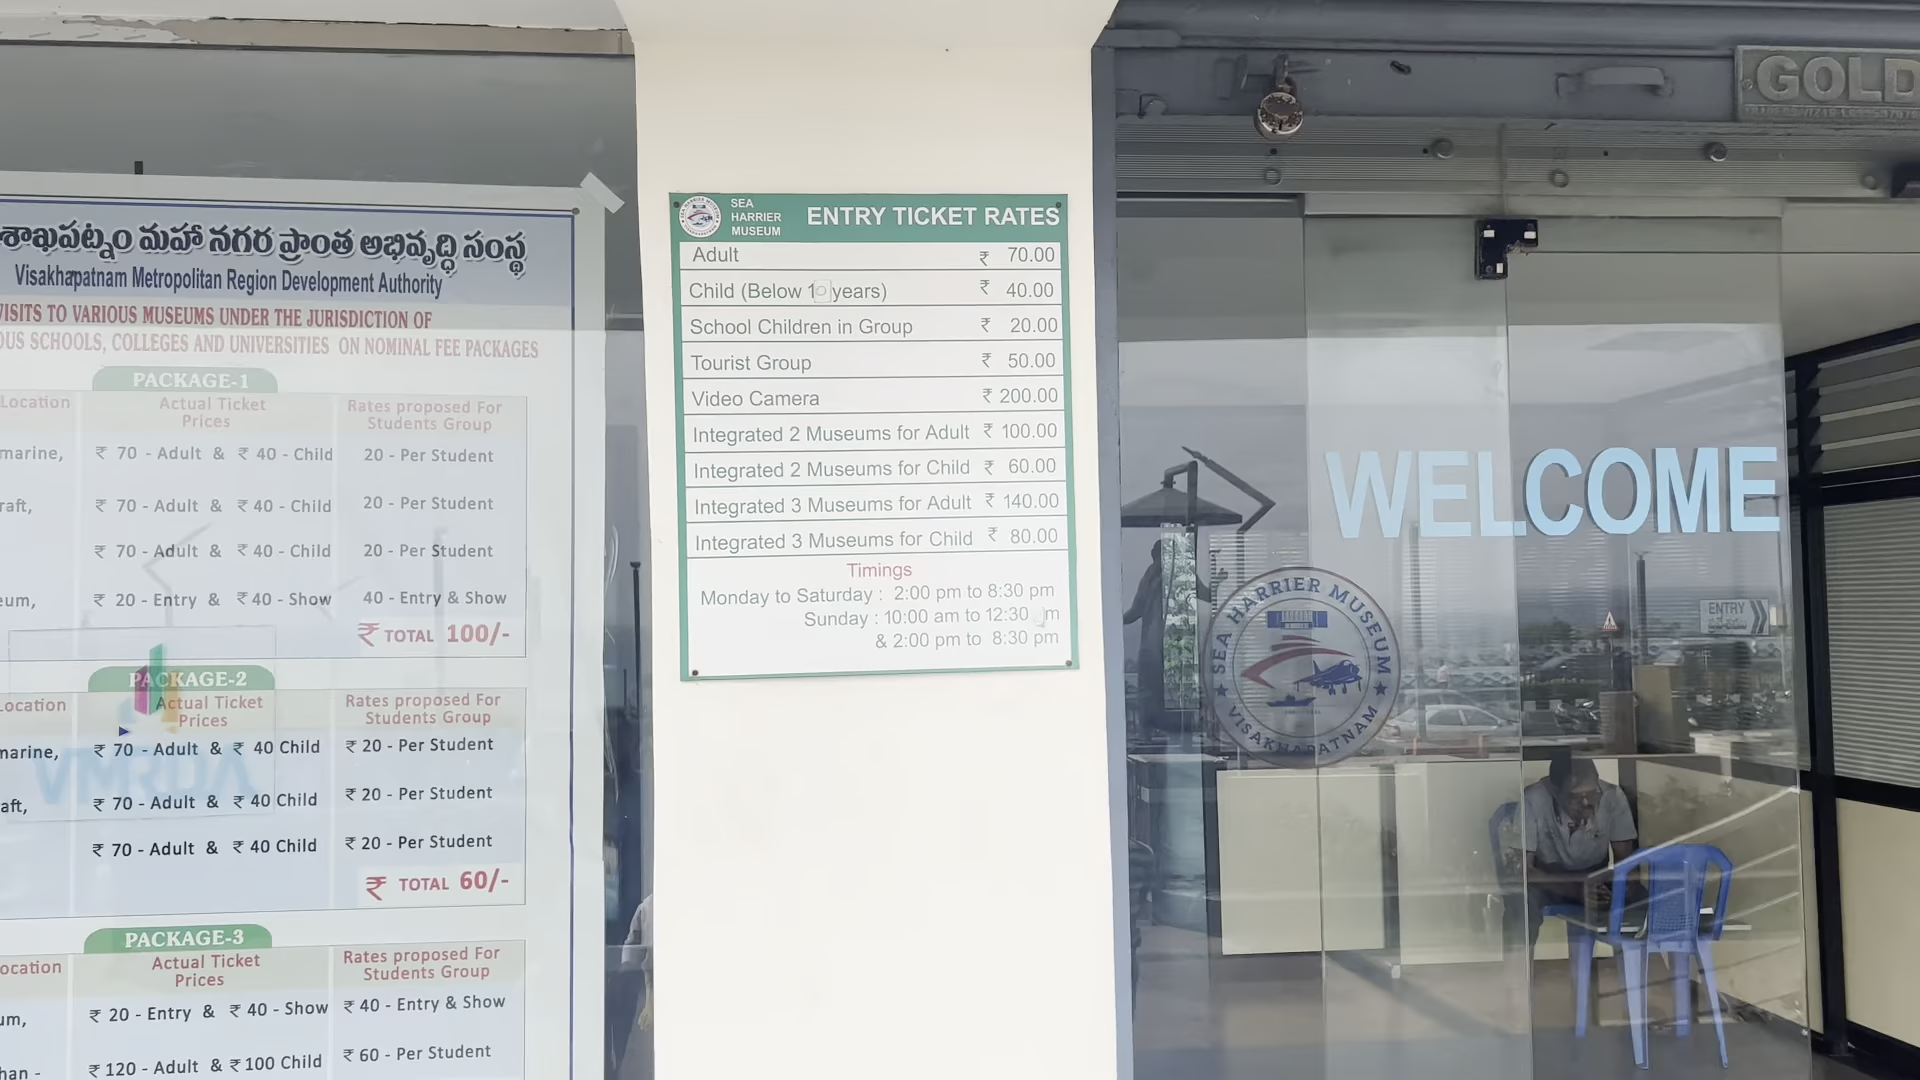 శాఖపట్నం మహా నగర ప్రాంత అభివృద్ధి సంస్థ
Visakhapatnam Metropolitan Region Development Authority
VISITS TO VARIOUS MUSEUMS UNDER THE JURISDICTION OF
OUS SCHOOLS, COLLEGES AND UNIVERSITIES ON NOMINAL FEE PACKAGES
PACKAGE-1
Location Actual Ticket Prices Rates proposed For Students Group
marine, ₹ 70 - Adult & ₹ 40 - Child 20 - Per Student
raft, ₹ 70 - Adult & ₹ 40 - Child 20 - Per Student
₹ 70 - Adult & ₹ 40 - Child 20 - Per Student
eum, ₹ 20 - Entry & ₹ 40 - Show 40 - Entry & Show
₹ TOTAL 100/-
PACKAGE-2
Location Actual Ticket Prices Rates proposed For Students Group
marine, ₹ 70 - Adult & ₹ 40 Child ₹ 20 - Per Student
aft, ₹ 70 - Adult & ₹ 40 Child ₹ 20 - Per Student
₹ 70 - Adult & ₹ 40 Child ₹ 20 - Per Student
VMRDA
₹ TOTAL 60/-
PACKAGE-3
ocation Actual Ticket Prices Rates proposed For Students Group
um, ₹ 20 - Entry & ₹ 40 - Show ₹ 40 - Entry & Show
han - ₹ 120 - Adult & ₹ 100 Child ₹ 60 - Per Student
SEA
HARRIER
MUSEUM
ENTRY TICKET RATES
Adult ₹ 70.00
Child (Below 10 years) ₹ 40.00
School Children in Group ₹ 20.00
Tourist Group ₹ 50.00
Video Camera ₹ 200.00
Integrated 2 Museums for Adult ₹ 100.00
Integrated 2 Museums for Child ₹ 60.00
Integrated 3 Museums for Adult ₹ 140.00
Integrated 3 Museums for Child ₹ 80.00
Timings
Monday to Saturday : 2:00 pm to 8:30 pm
Sunday : 10:00 am to 12:30 m
& 2:00 pm to 8:30 pm
GOLD
WELCOME
SEA HARRIER MUSEUM
VISAKHAPATNAM
ENTRY